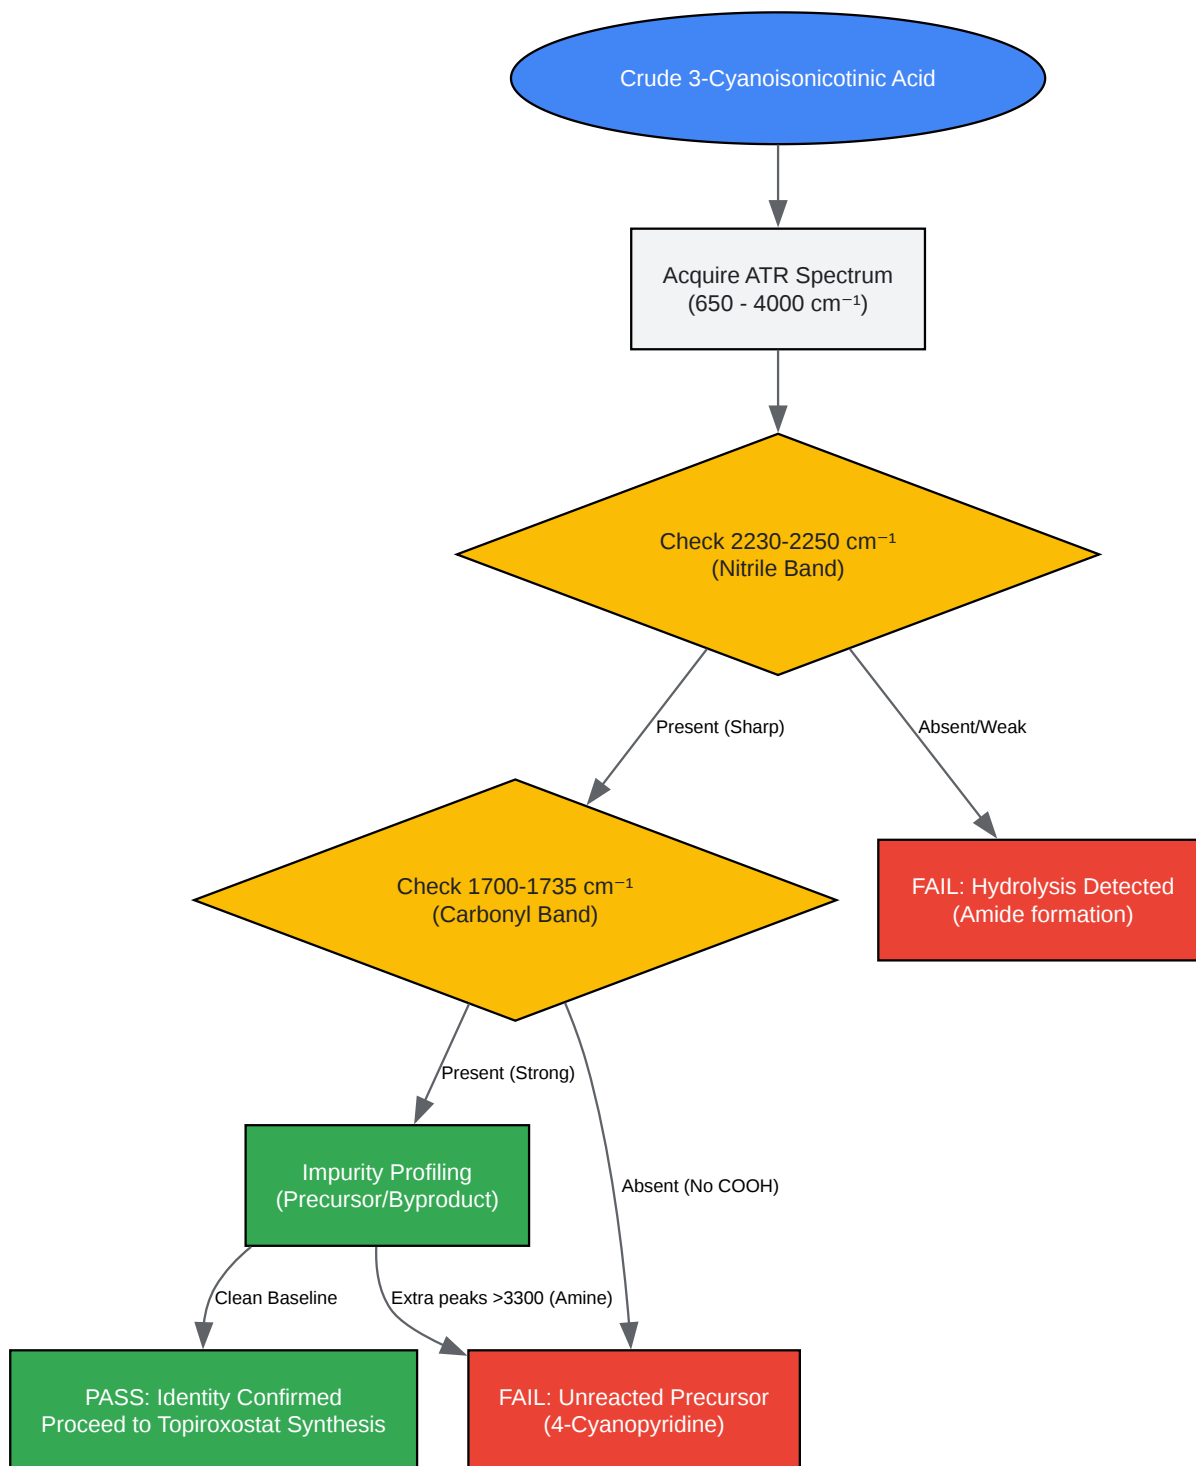 Crude 3-Cyanoisonicotinic Acid
Acquire ATR Spectrum
(650 - 4000 cm⁻¹)
Check 2230-2250 cm⁻¹
(Nitrile Band)
Present (Sharp)
Absent/Weak
Check 1700-1735 cm⁻¹
(Carbonyl Band)
FAIL: Hydrolysis Detected
(Amide formation)
Present (Strong)
Impurity Profiling
(Precursor/Byproduct)
Absent (No COOH)
Clean Baseline
Extra peaks >3300 (Amine)
PASS: Identity Confirmed
Proceed to Topiroxostat Synthesis
FAIL: Unreacted Precursor
(4-Cyanopyridine)